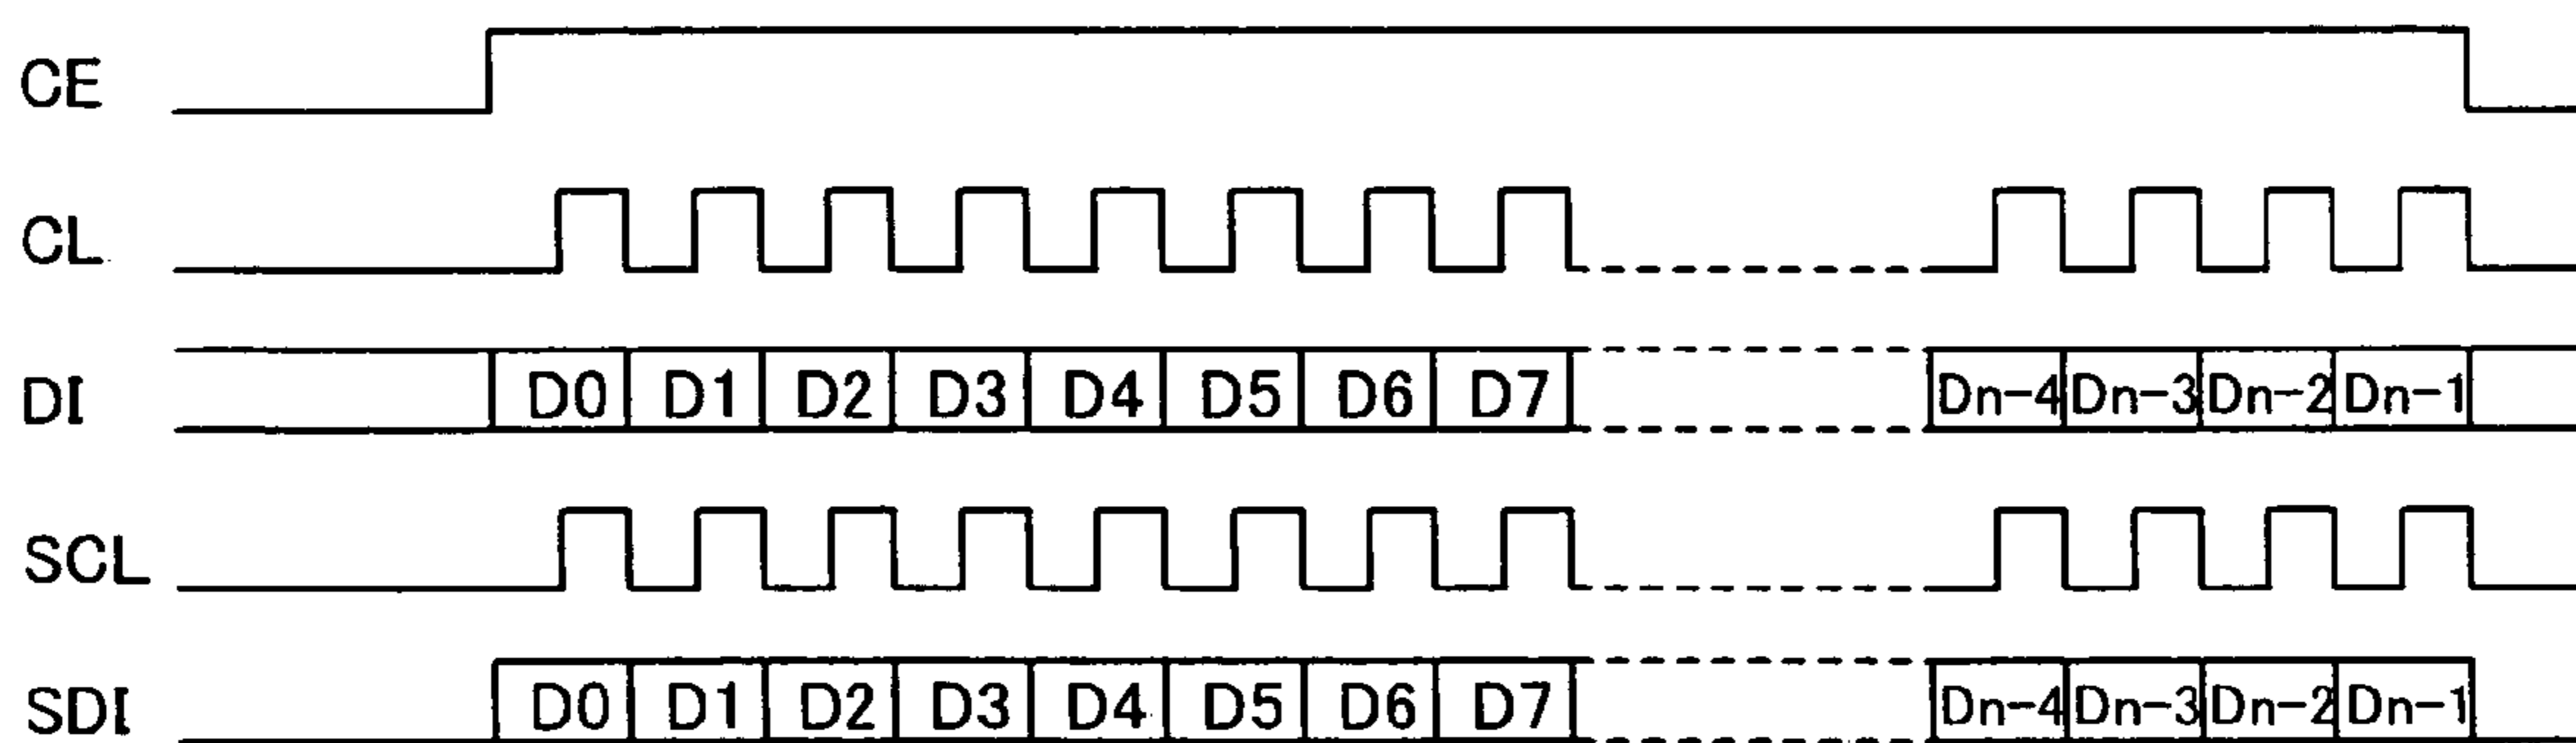 CE
CL
DI D0 D1 D2 D3 D4 D5 D6 D7 Dn-4 Dn-3 Dn-2 Dn-1
SCL
SDI D0 D1 D2 D3 D4 D5 D6 D7 Dn-4 Dn-3 Dn-2 Dn-1